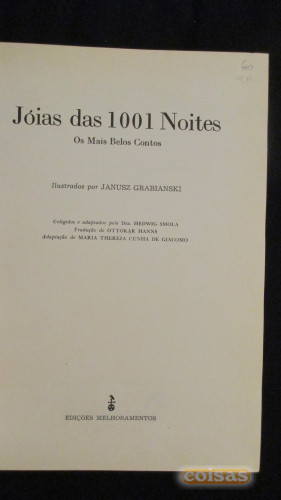 Jóias das 1001 Noites
Os Mais Belos Contos
Ilustrados por JANUSZ GRABIANSKI
Coligidos e adaptados pela Dra. HEDWIG SMOLA
Tradução de OTTOKAR HANNS
Adaptação de MARIA THEREZA CUNHA DE GIACOMO
EDIÇÕES MELHORAMENTOS
coisas